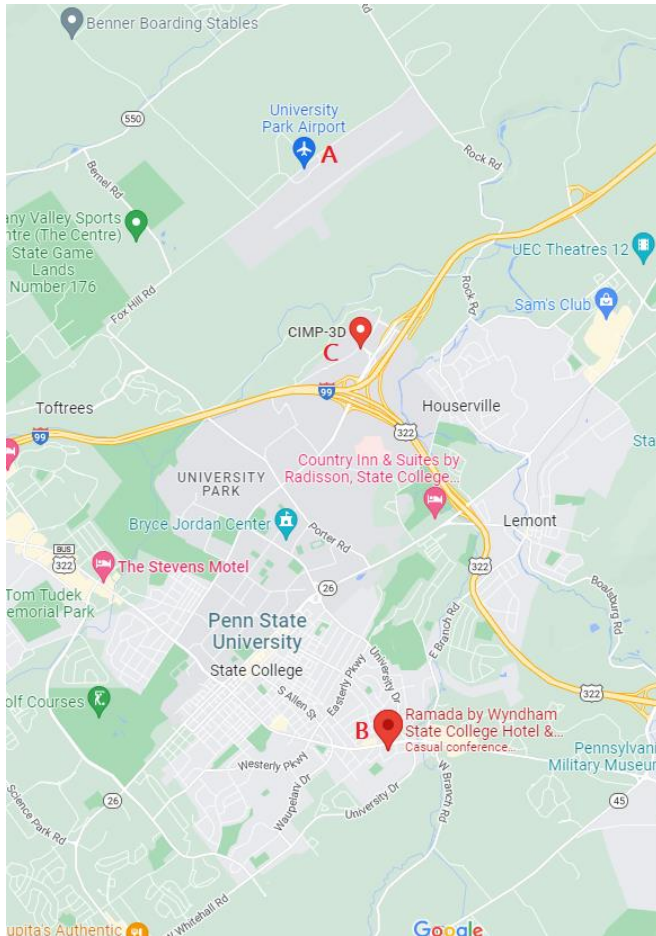 Benner Boarding Stables
550
University
Park Airport
A
Rock Rd
Bernel Rd
any Valley Sports
ntre (The Centre)
State Game
Lands
Number 176
UEC Theatres 12
Fox Hill Rd
Rock Rd
Sam's Club
CIMP-3D
C
99
Toftrees
Houserville
99
322
Sta
Country Inn & Suites by
Radisson, State College...
UNIVERSITY
PARK
Bryce Jordan Center
Porter Rd
Lemont
BUS
322
The Stevens Motel
322
26
Tom Tudek
emorial Park
Boalsburg Rd
E Branch Rd
Penn State
University
State College
University Dr
Easterly Pkwy
S Allen St
322
olf Courses
B
Ramada by Wyndham
State College Hotel &...
Casual conference...
Pennsylvani
Military Museu
Westerly Pkwy
W Branch Rd
26
Waupelani Dr
University Dr
45
Science Park Rd
W Whitehall Rd
upita's Authentic
Google